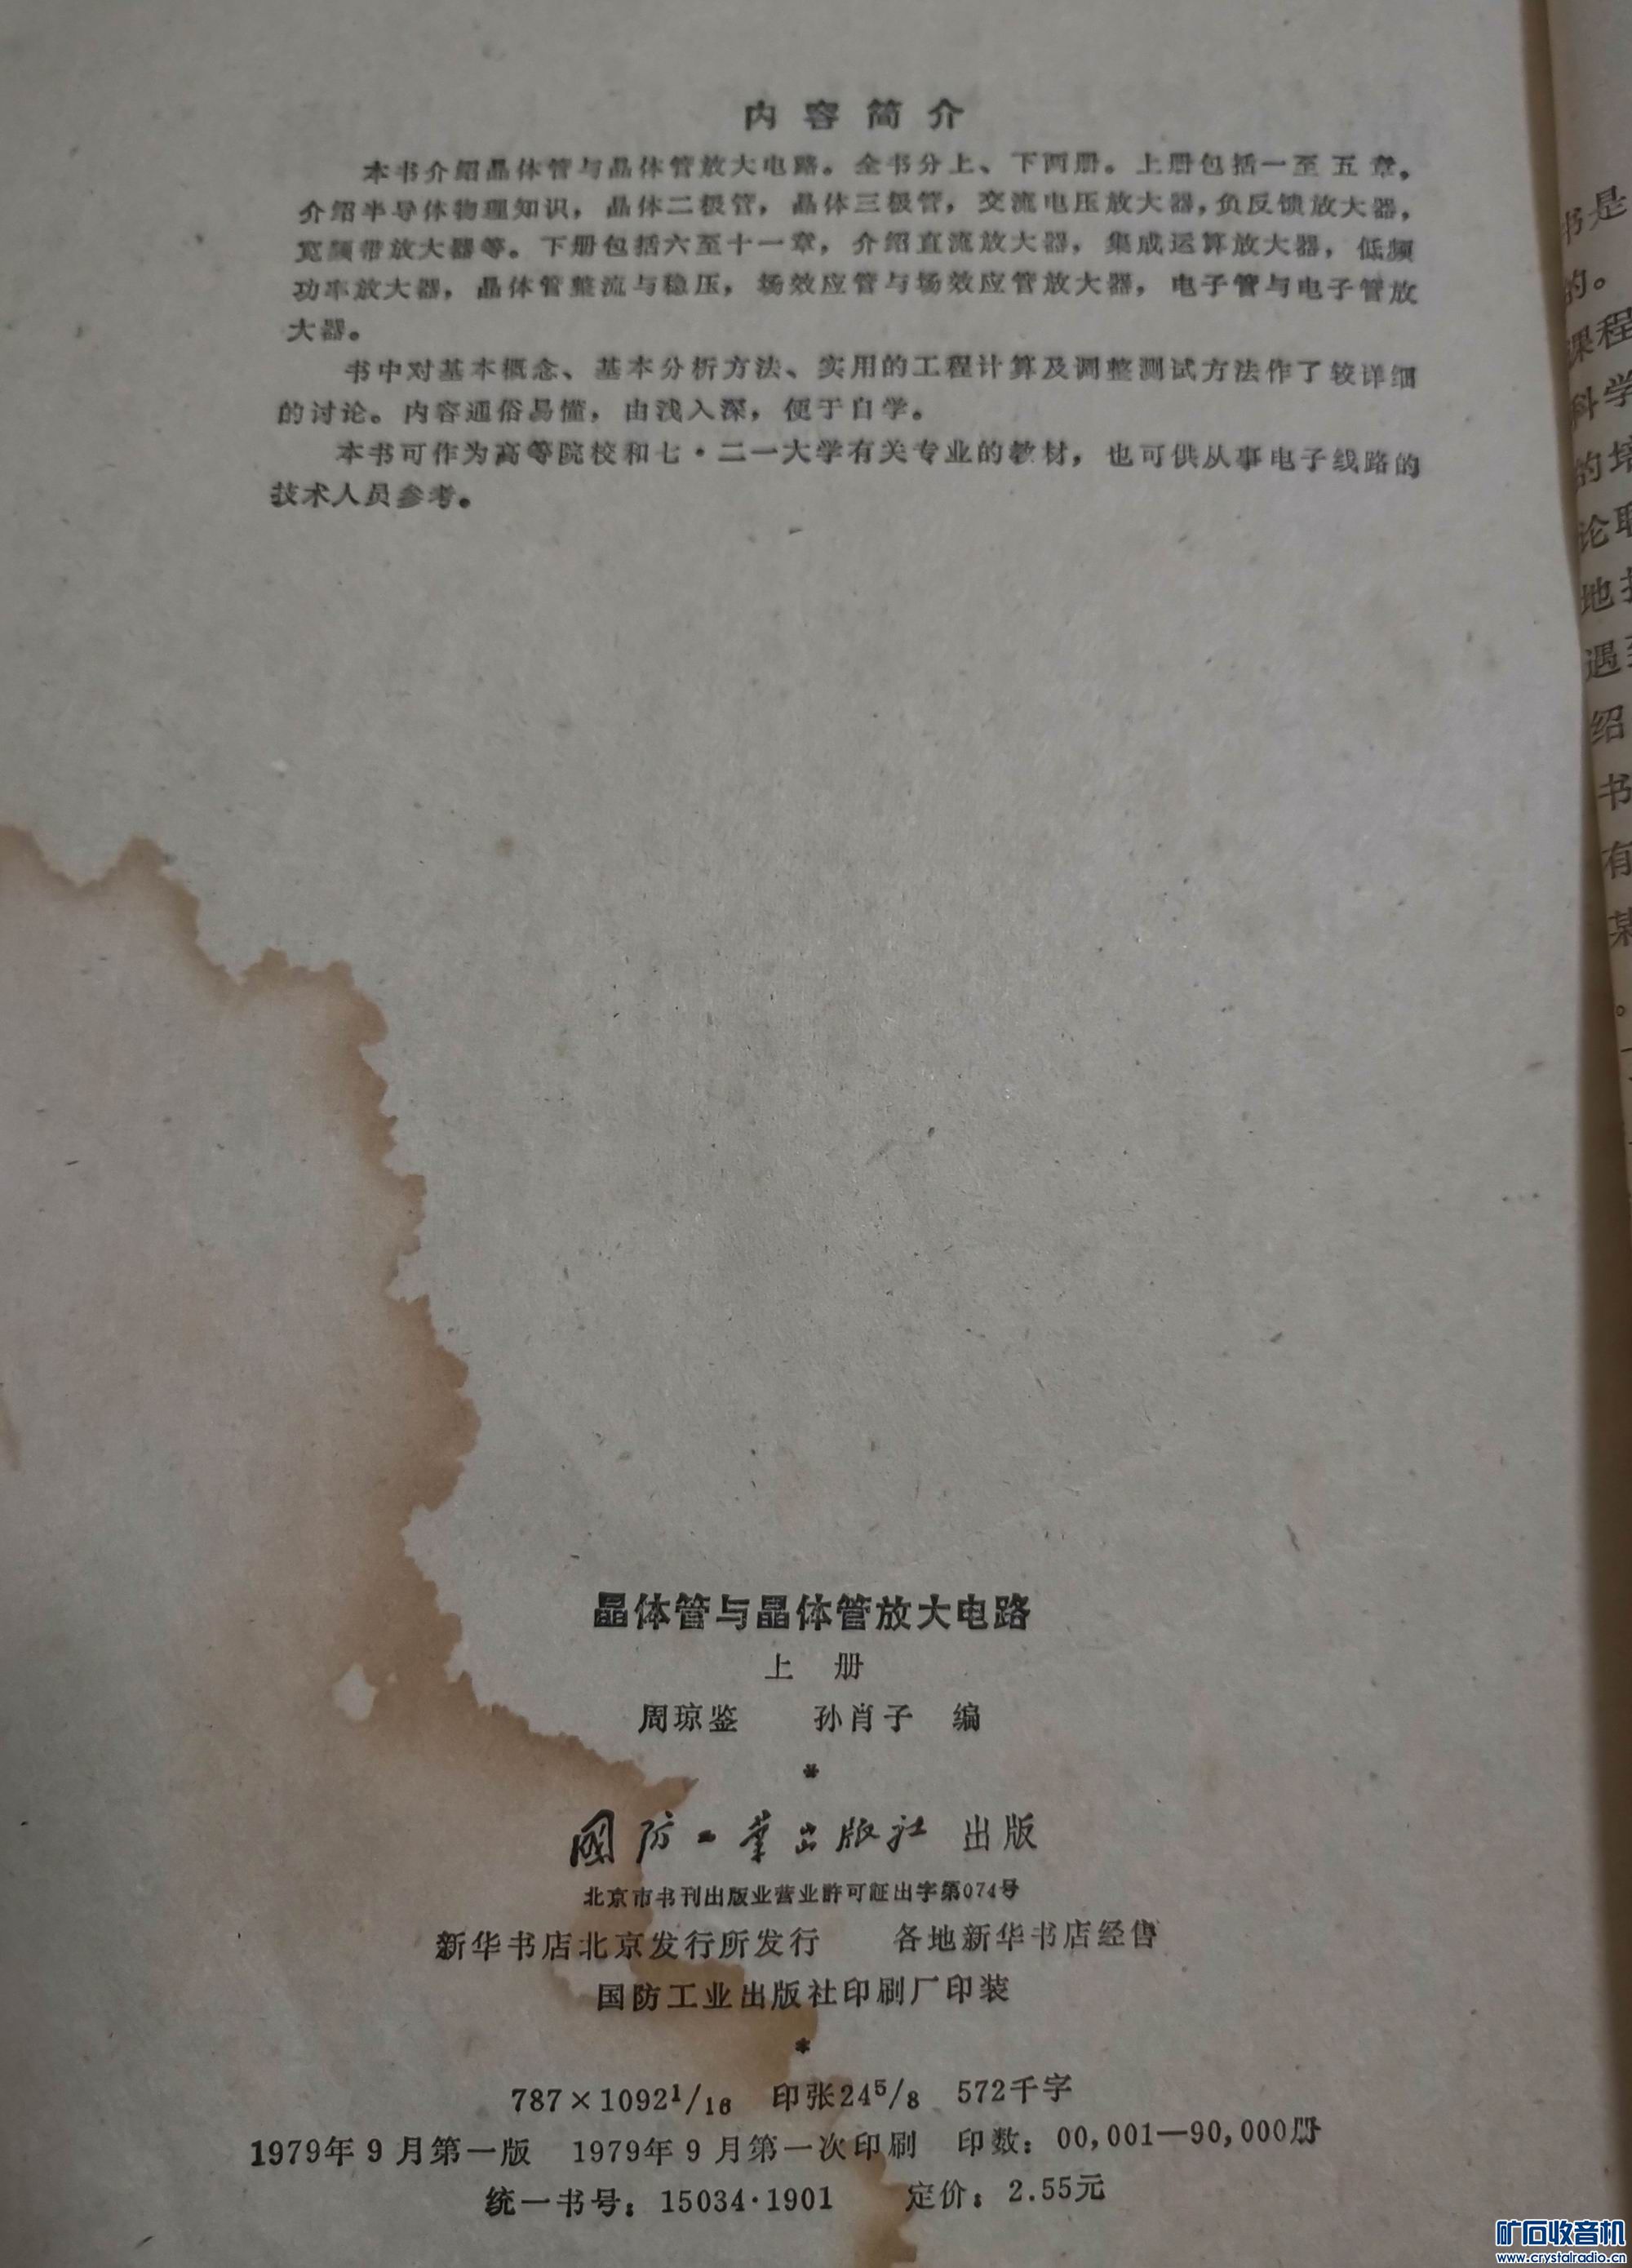 内容简介
本书介绍晶体管与晶体管放大电路。全书分上、下两册。上册包括一至五章,
介绍半导体物理知识,晶体二极管,晶体三极管,交流电压放大器,负反馈放大器,
宽频带放大器等。下册包括六至十一章,介绍直流放大器,集成运算放大器,低频
功率放大器,晶体管整流与稳压,场效应管与场效应管放大器,电子管与电子管放
大器。
书中对基本概念、基本分析方法、实用的工程计算及调整测试方法作了较详细
的讨论。内容通俗易懂,由浅入深,便于自学。
本书可作为高等院校和七·二一大学有关专业的教材,也可供从事电子线路的
技术人员参考。
晶体管与晶体管放大电路
上 册
周琼鉴 孙肖子 编
*
國防工业出版社 出版
北京市书刊出版业营业許可証出字第074号
新华书店北京发行所发行 各地新华书店经售
国防工业出版社印刷厂印装
*
787×1092 1/16 印张24 5/8 572千字
1979年9月第一版 1979年9月第一次印刷 印数:00,001—90,000册
统一书号:15034·1901 定价:2.55元
书是
的。
课程
科学
的培
论
地
遇
绍
书
有
某
。
矿石收音机
www.crystalradio.cn